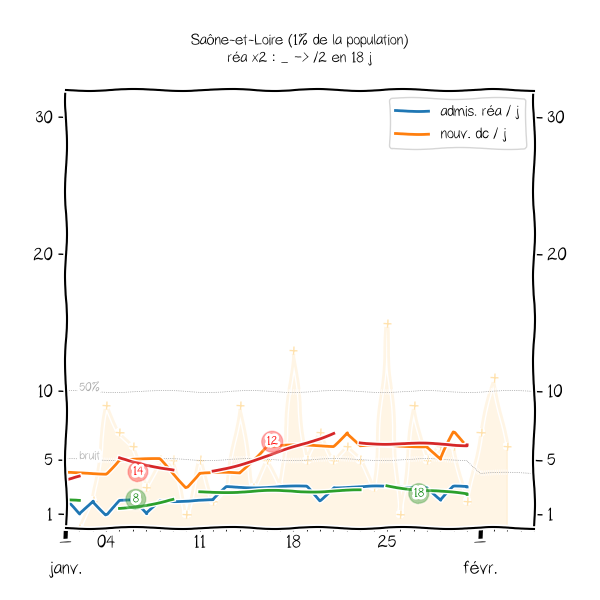 Saône-et-Loire (1% de la population)
réa x2 : _ -> /2 en 18 j
admis. réa / j
nouv. dc / j
30
30
20
20
50%
10
10
12
bruit
5
5
14
18
8
1
1
04
11
18
25
janv.
févr.